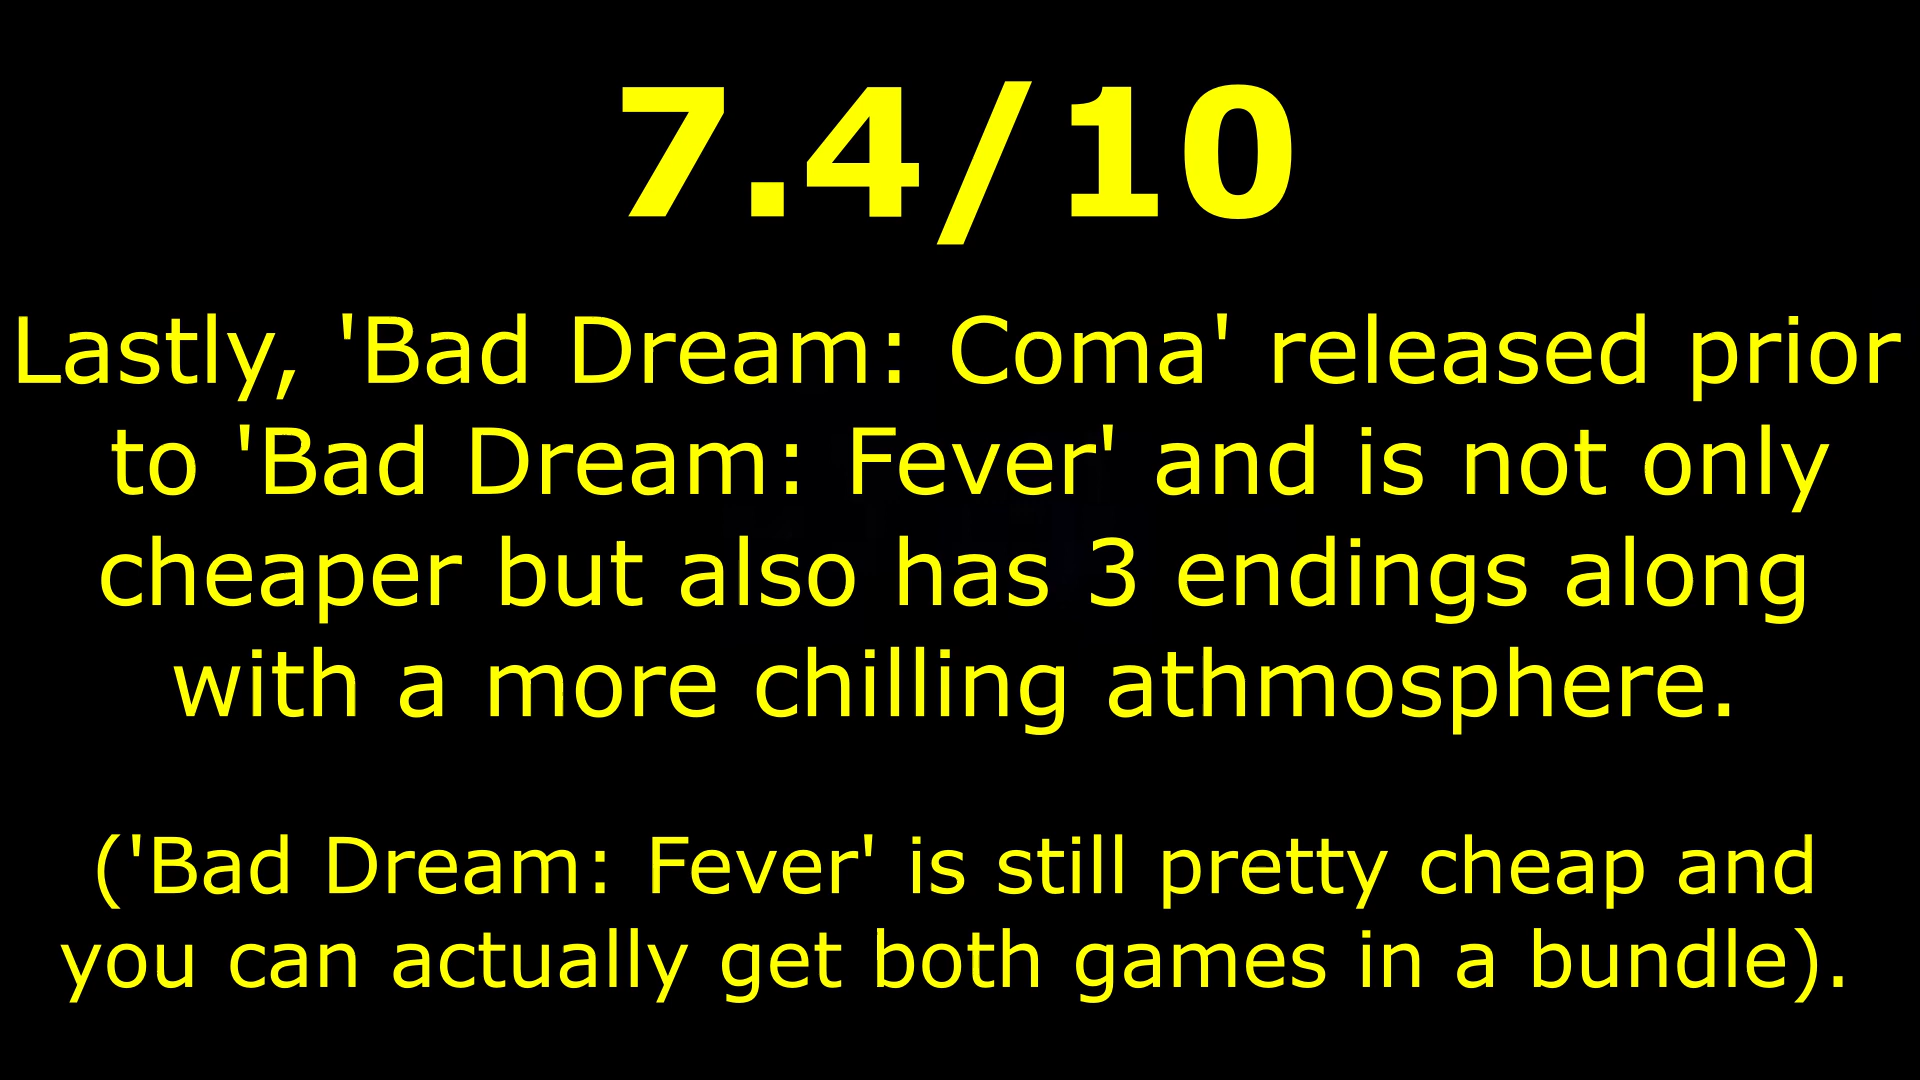 7.4/10
Lastly, 'Bad Dream: Coma' released prior
to 'Bad Dream: Fever' and is not only
cheaper but also has 3 endings along
with a more chilling athmosphere.
('Bad Dream: Fever' is still pretty cheap and
you can actually get both games in a bundle).